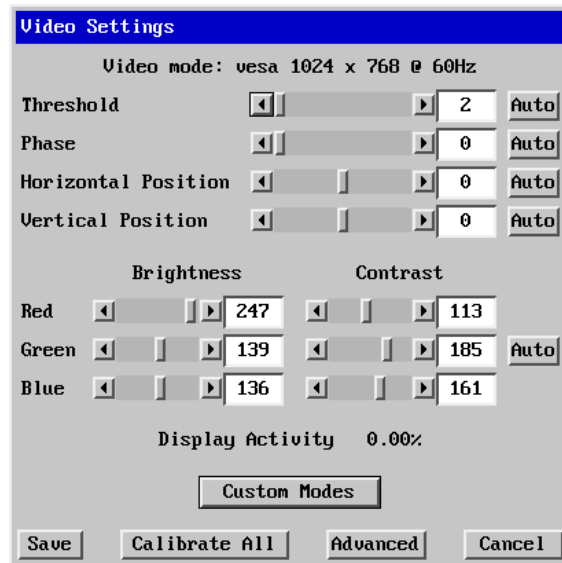 Video Settings
Video mode: vesa 1024 x 768 @ 60Hz
Threshold 2 Auto
Phase 0 Auto
Horizontal Position 0 Auto
Vertical Position 0 Auto
Brightness Contrast
Red 247 113
Green 139 185 Auto
Blue 136 161
Display Activity 0.00%
Custom Modes
Save Calibrate All Advanced Cancel